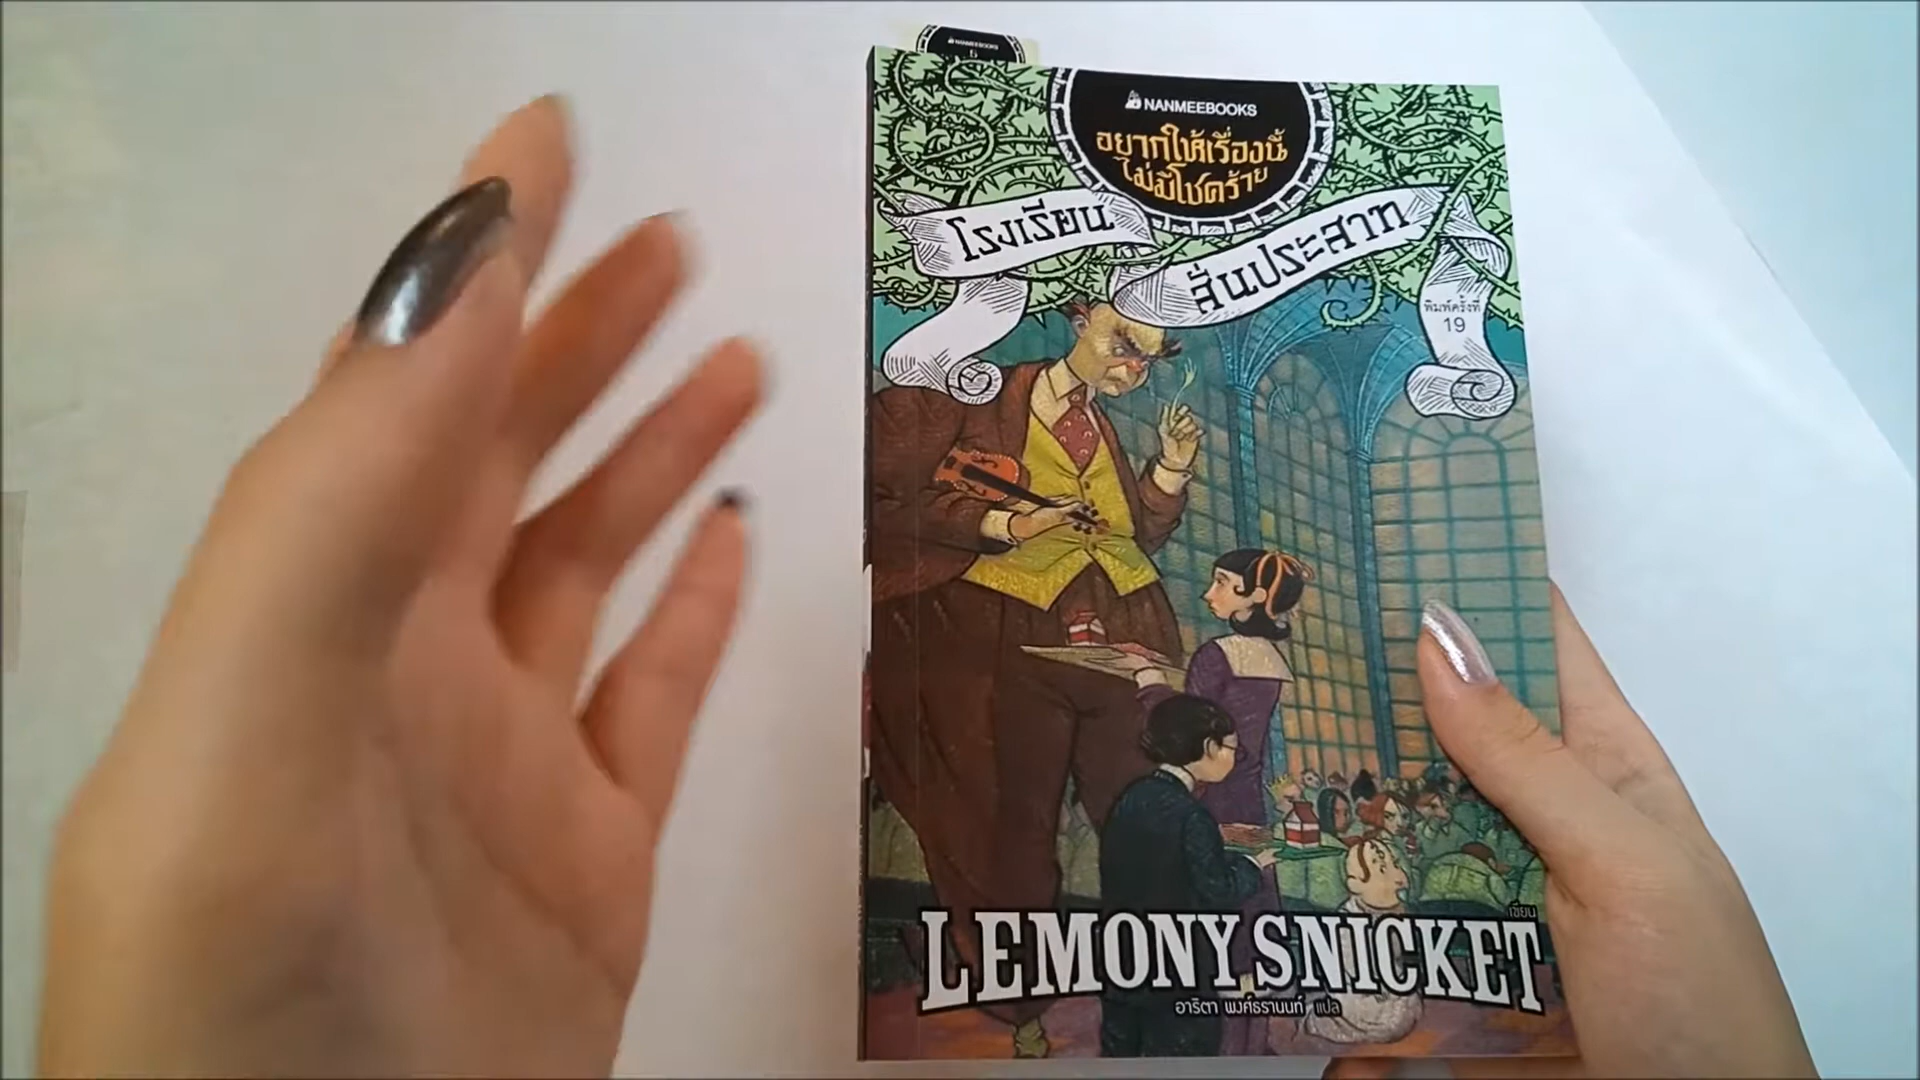 NANMEEBOOKS
5
NANMEEBOOKS
อยากให้เรื่องนี้
ไม่มีโชคร้าย
โรงเรียน
สั่นประสาท
พิมพ์ครั้งที่
19
เขียน
LEMONY SNICKET
อาริตา พงศ์ธรานนท์ แปล